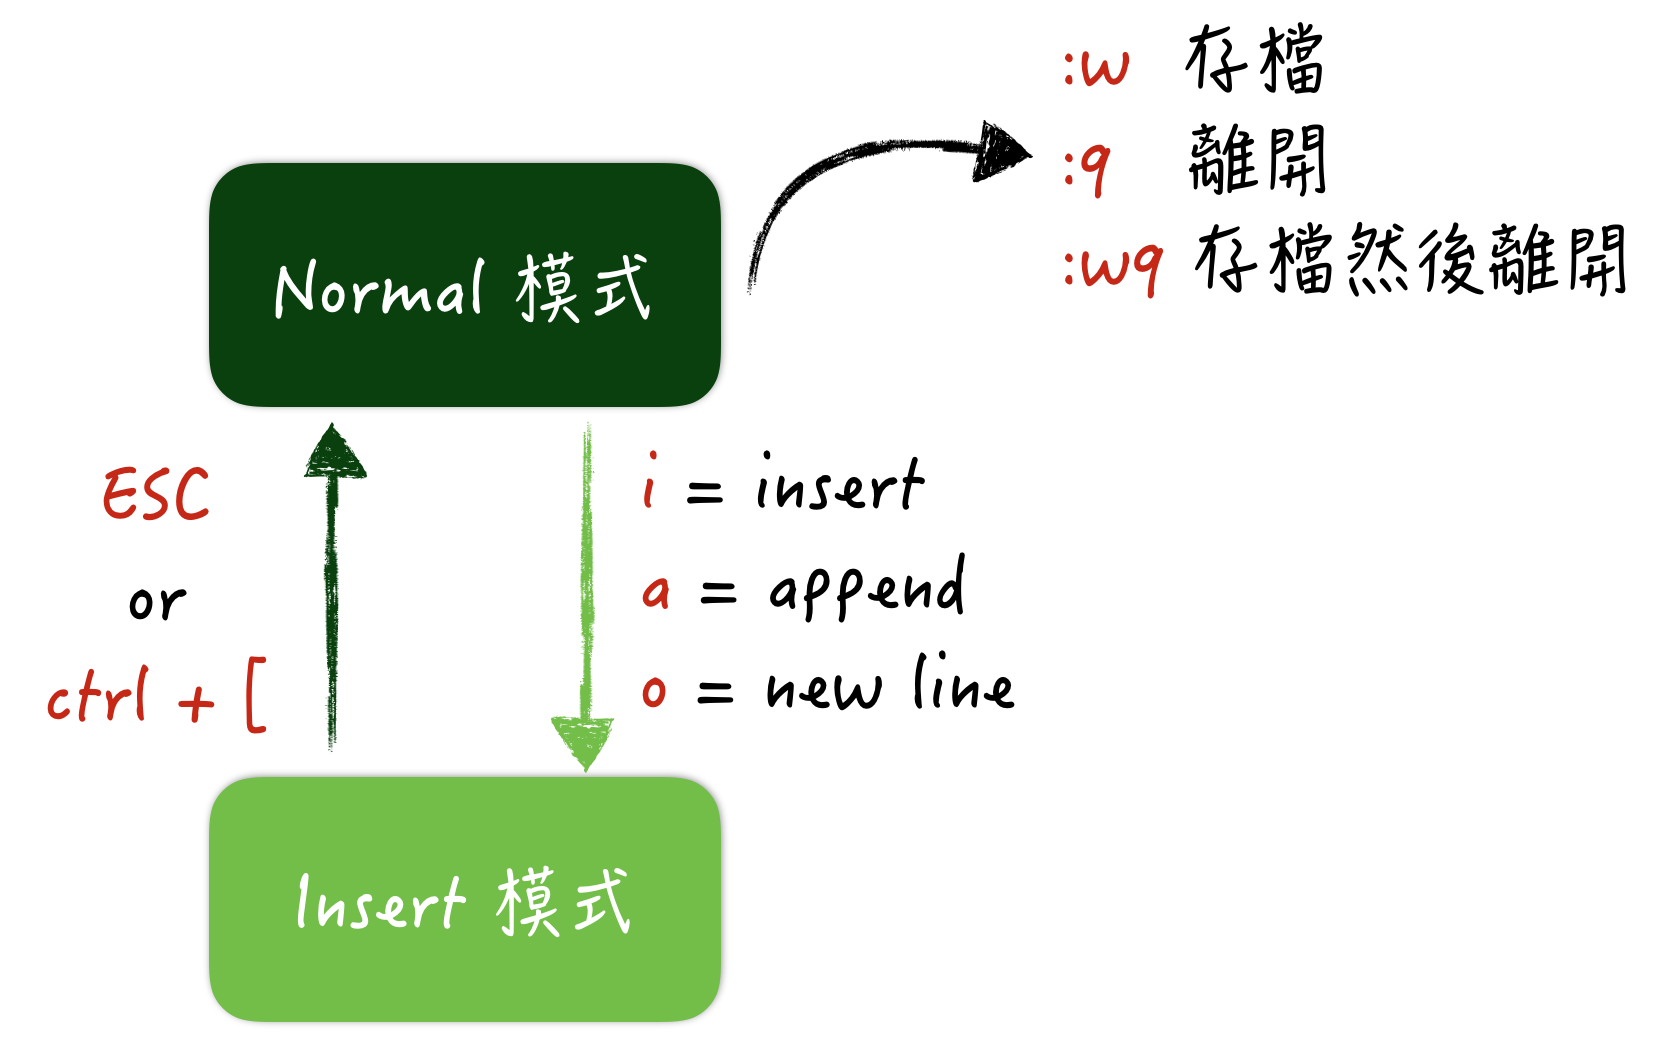 :w 存檔
:q 離開
:wq 存檔然後離開
Normal 模式
ESC
or
ctrl + [
i = insert
a = append
o = new line
Insert 模式